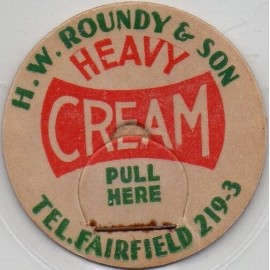 H. W. ROUNDY & SON
HEAVY
CREAM
PULL
HERE
TEL. FAIRFIELD 219-3